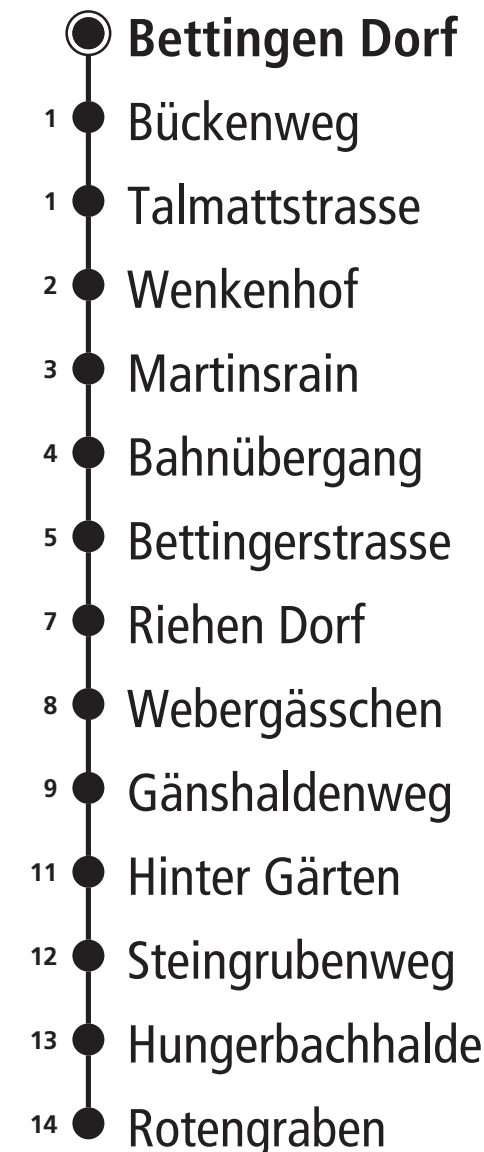 Bettingen Dorf
1 Bückenweg
1 Talmattstrasse
2 Wenkenhof
3 Martinsrain
4 Bahnübergang
5 Bettingerstrasse
7 Riehen Dorf
8 Webergässchen
9 Gänshaldenweg
11 Hinter Gärten
12 Steingrubenweg
13 Hungerbachhalde
14 Rotengraben